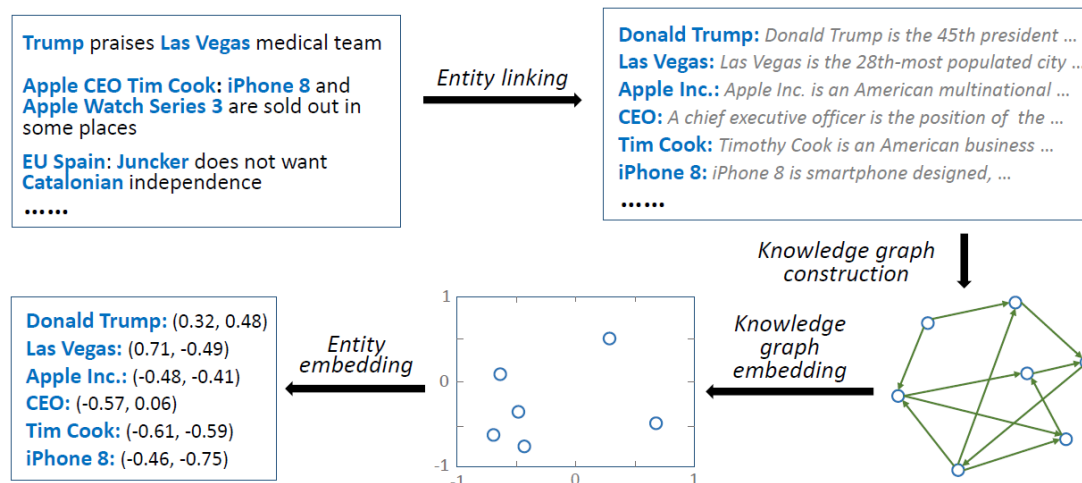 Trump praises Las Vegas medical team
Apple CEO Tim Cook: iPhone 8 and
Apple Watch Series 3 are sold out in
some places
EU Spain: Juncker does not want
Catalonian independence
……
Entity linking
Donald Trump: Donald Trump is the 45th president …
Las Vegas: Las Vegas is the 28th-most populated city …
Apple Inc.: Apple Inc. is an American multinational …
CEO: A chief executive officer is the position of the …
Tim Cook: Timothy Cook is an American business …
iPhone 8: iPhone 8 is smartphone designed, …
……
Knowledge graph
construction
Knowledge
graph
embedding
1
0
-1
-1
0
1
Entity
embedding
Donald Trump: (0.32, 0.48)
Las Vegas: (0.71, -0.49)
Apple Inc.: (-0.48, -0.41)
CEO: (-0.57, 0.06)
Tim Cook: (-0.61, -0.59)
iPhone 8: (-0.46, -0.75)